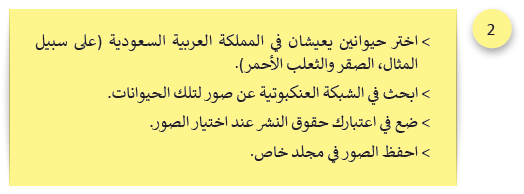 2
> اختر حيوانين يعيشان في المملكة العربية السعودية (على سبيل
المثال، الصقر والثعلب الأحمر).
> ابحث في الشبكة العنكبوتية عن صور لتلك الحيوانات.
> ضع في اعتبارك حقوق النشر عند اختيار الصور.
> احفظ الصور في مجلد خاص.